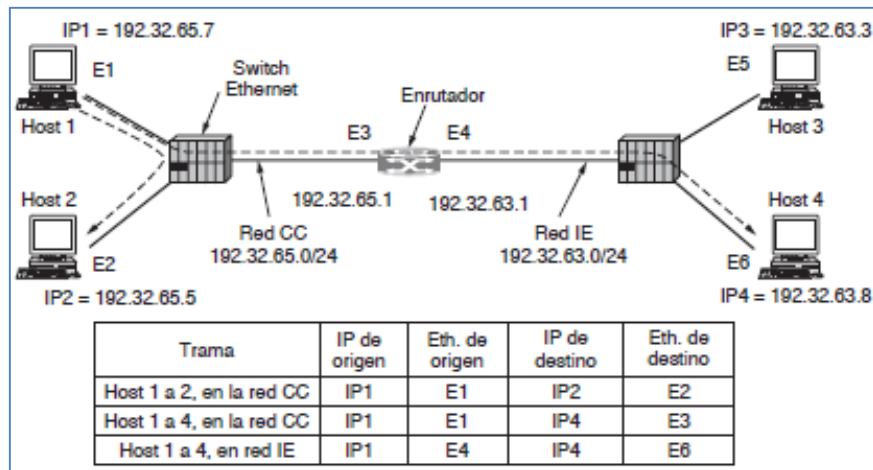 IP1 = 192.32.65.7
IP3 = 192.32.63.3
E1
Switch
Ethernet
E5
Enrutador
Host 1
E3
E4
Host 3
Host 2
Host 4
192.32.65.1
192.32.63.1
Red CC
192.32.65.0/24
Red IE
192.32.63.0/24
E2
E6
IP2 = 192.32.65.5
IP4 = 192.32.63.8
Trama IP de origen Eth. de origen IP de destino Eth. de destino
Host 1 a 2, en la red CC IP1 E1 IP2 E2
Host 1 a 4, en la red CC IP1 E1 IP4 E3
Host 1 a 4, en red IE IP1 E4 IP4 E6